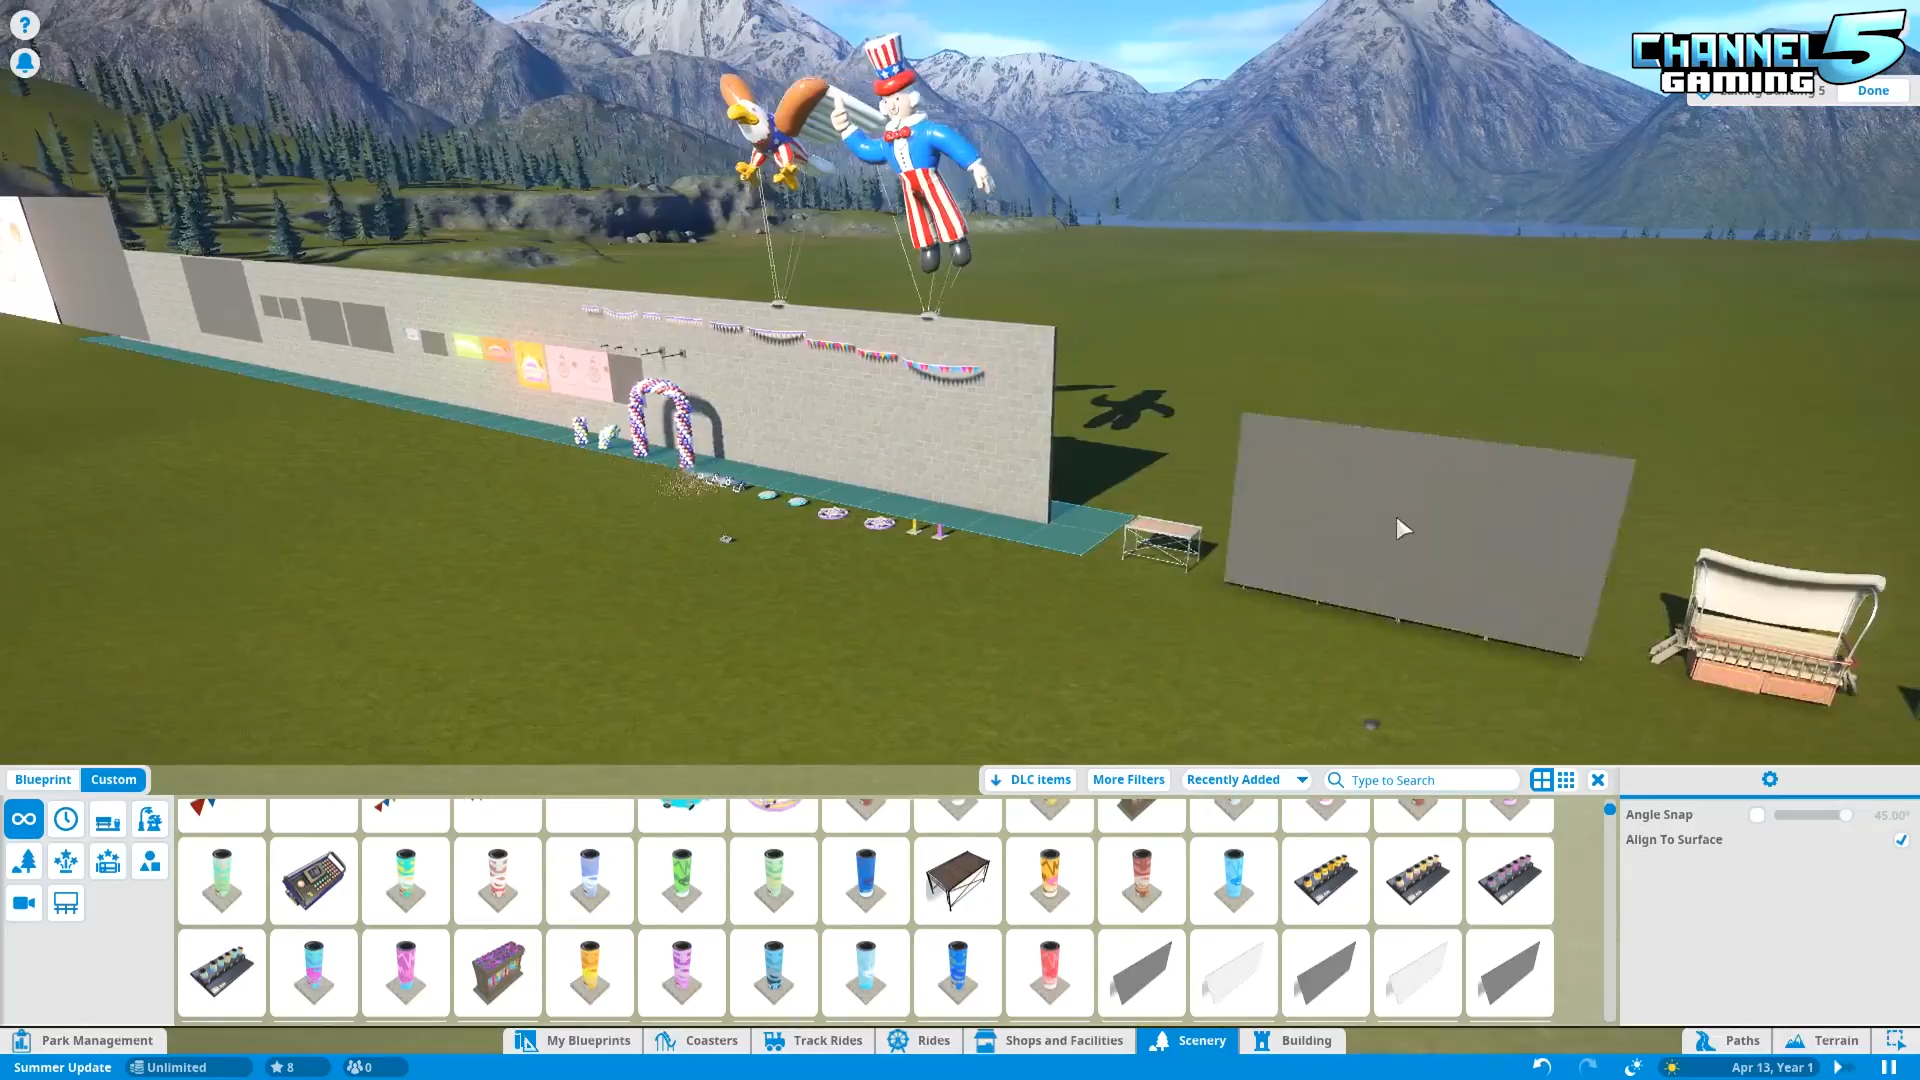 ?
CHANNEL 5
GAMING
5
Done
Blueprint
Custom
DLC items
More Filters
Recently Added
Type to Search
Angle Snap
45.00°
Align To Surface
Park Management
My Blueprints
Coasters
Track Rides
Rides
Shops and Facilities
Scenery
Building
Paths
Terrain
Summer Update
Unlimited
8
0
Apr 13, Year 1